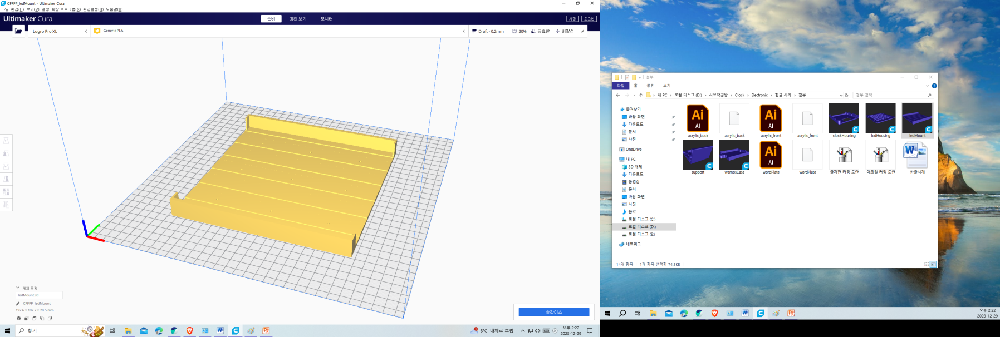 CFFFP_ledMount - Ultimaker Cura
파일 편집(E) 보기(V) 설정 확장 프로그램(X) 환경설정(R) 도움말(H)
Ultimaker Cura
준비 미리 보기 모니터 시장 로그인
Lugro Pro XL
Generic PLA
Draft - 0.2mm 20% 유효한 비활성
개체 목록
ledMount.stl
CFFFP_ledMount
192.6 x 197.7 x 20.5 mm
슬라이스
찾기
6°C 대체로 흐림
오후 2:22
2023-12-29
첨부
파일 홈 공유 보기
내 PC 로컬 디스크 (D:) 사브작공방 Clock Electronic 한글 시계 첨부
첨부 검색
즐겨찾기
바탕 화면
다운로드
문서
사진
OneDrive
내 PC
3D 개체
다운로드
동영상
문서
바탕 화면
사진
음악
로컬 디스크 (C:)
로컬 디스크 (D:)
로컬 디스크 (E:)
네트워크
Ai Ai
AI AI
acrylic_back acrylic_back acrylic_front acrylic_front clockHousing ledHousing ledMount
Ai
AI
support wemosCase wordPlate wordPlate 글자판 커팅 도안 아크릴 커팅 도안 한글시계
14개 항목 1개 항목 선택함 74.3KB
오후 2:22
2023-12-29